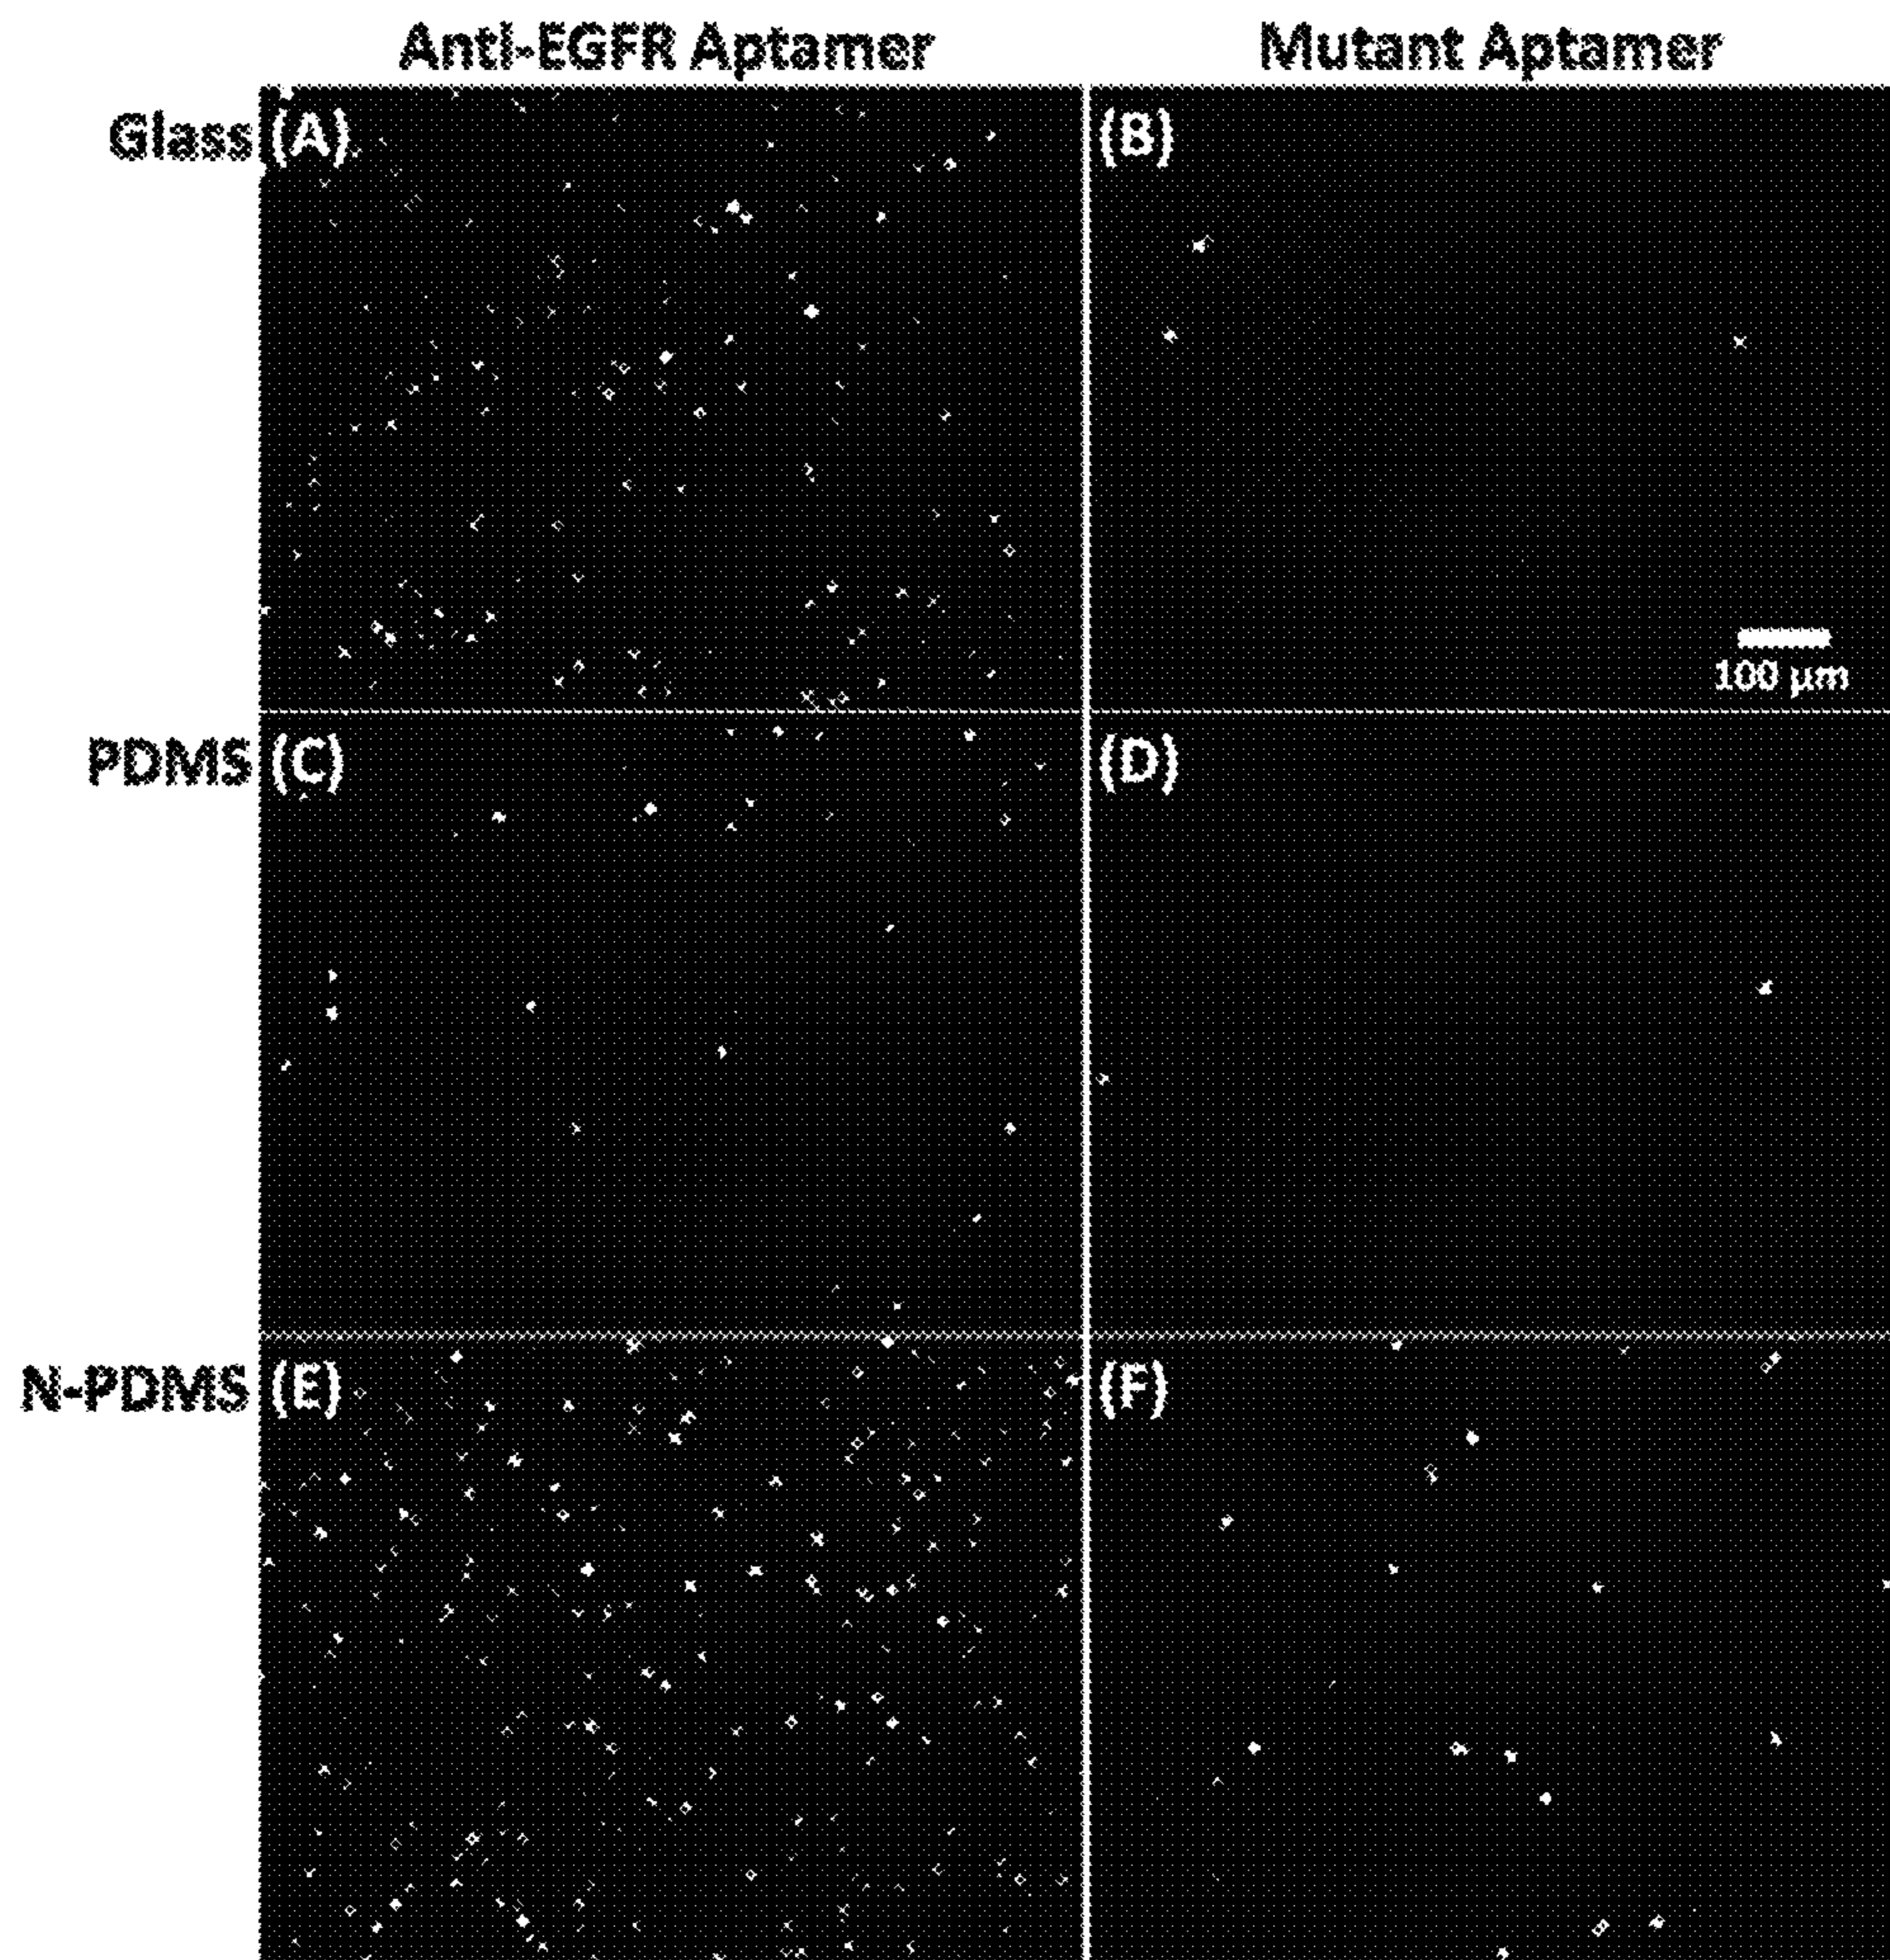 Anti-EGFR Aptamer
Mutant Aptamer
Glass
(A)
(B)
100 µm
PDMS
(C)
(D)
N-PDMS
(E)
(F)